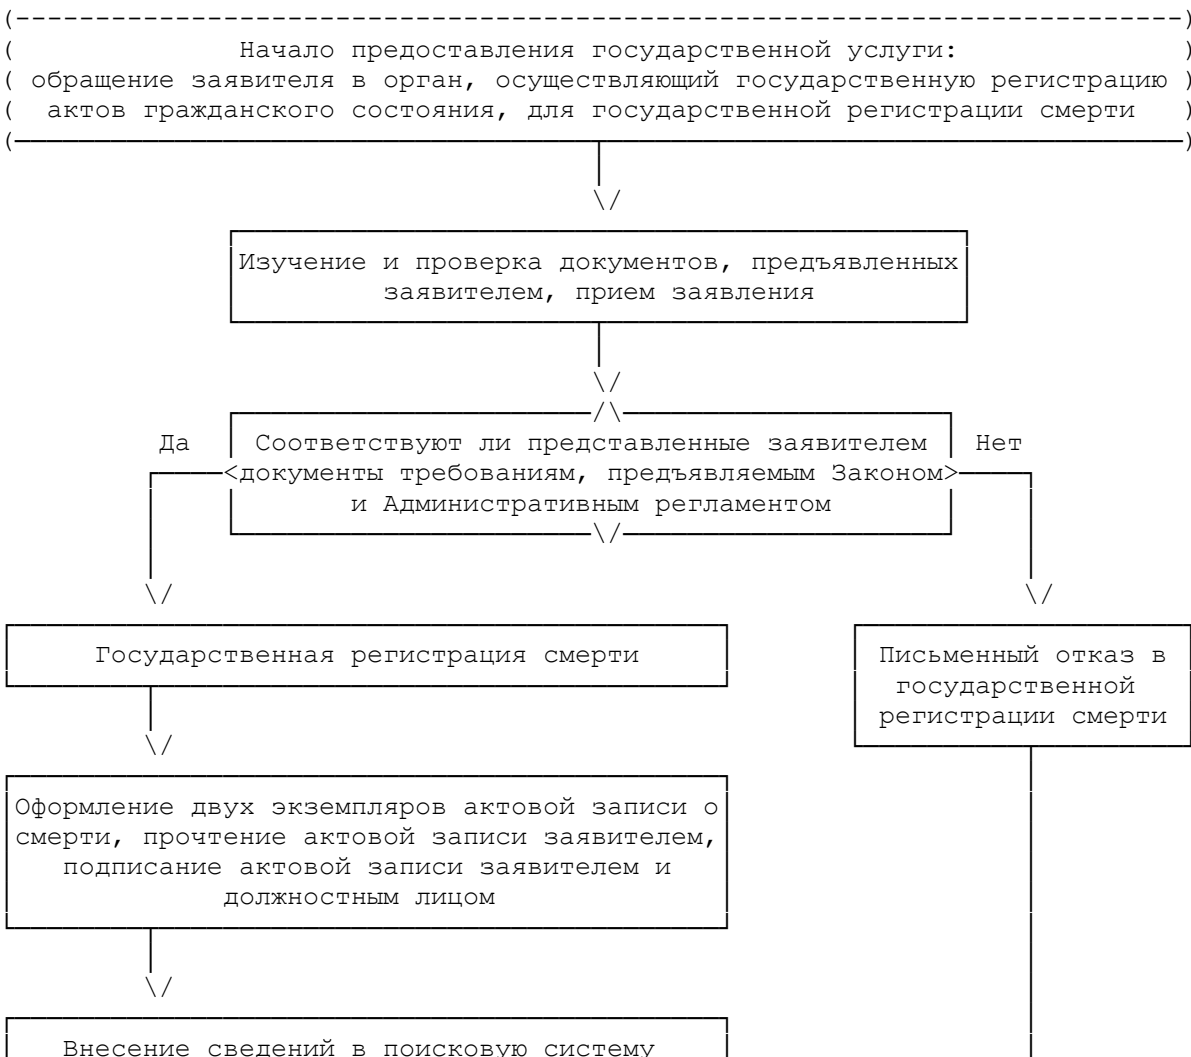 Начало предоставления государственной услуги:
обращение заявителя в орган, осуществляющий государственную регистрацию
актов гражданского состояния, для государственной регистрации смерти
Изучение и проверка документов, предъявленных
заявителем, прием заявления
Да
Соответствуют ли представленные заявителем
Нет
документы требованиям, предъявляемым Законом
и Административным регламентом
Государственная регистрация смерти
Письменный отказ в
государственной
регистрации смерти
Оформление двух экземпляров актовой записи о
смерти, прочтение актовой записи заявителем,
подписание актовой записи заявителем и
должностным лицом
Внесение сведений в поисковую систему